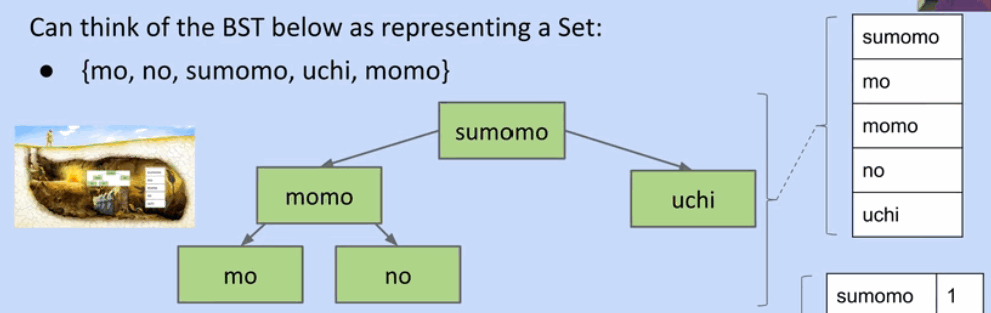 Can think of the BST below as representing a Set:
● {mo, no, sumomo, uchi, momo}
sumomo
momo
uchi
mo
no
sumomo
mo
momo
no
uchi
sumomo 1